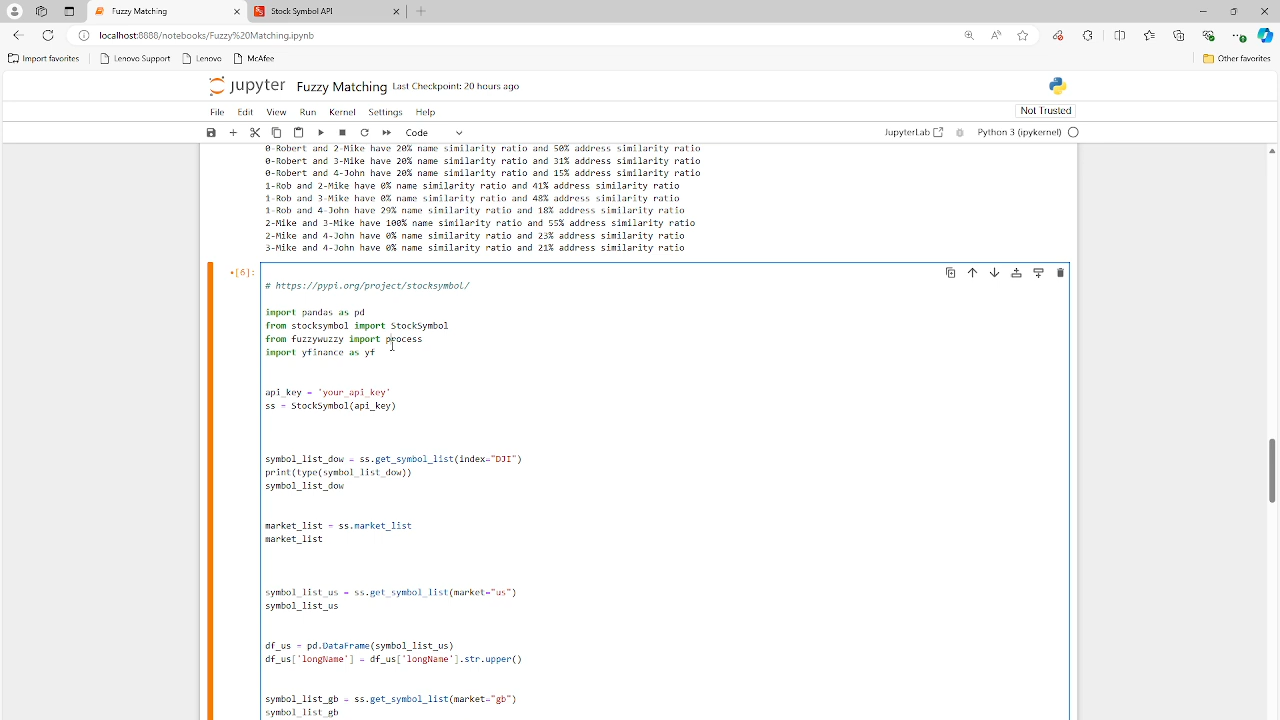 Fuzzy Matching
Stock Symbol API
localhost:8888/notebooks/Fuzzy%20Matching.ipynb
Import favorites
Lenovo Support
Lenovo
McAfee
Other favorites
jupyter Fuzzy Matching Last Checkpoint: 20 hours ago
File Edit View Run Kernel Settings Help
Not Trusted
Code
JupyterLab
Python 3 (ipykernel)
0-Robert and 2-Mike have 20% name similarity ratio and 50% address similarity ratio
0-Robert and 3-Mike have 20% name similarity ratio and 31% address similarity ratio
0-Robert and 4-John have 20% name similarity ratio and 15% address similarity ratio
1-Rob and 2-Mike have 0% name similarity ratio and 41% address similarity ratio
1-Rob and 3-Mike have 0% name similarity ratio and 48% address similarity ratio
1-Rob and 4-John have 29% name similarity ratio and 18% address similarity ratio
2-Mike and 3-Mike have 100% name similarity ratio and 55% address similarity ratio
2-Mike and 4-John have 0% name similarity ratio and 23% address similarity ratio
3-Mike and 4-John have 0% name similarity ratio and 21% address similarity ratio
[6]:
# https://pypi.org/project/stocksymbol/
import pandas as pd
from stocksymbol import StockSymbol
from fuzzywuzzy import process
import yfinance as yf
api_key = 'your_api_key'
ss = StockSymbol(api_key)
symbol_list_dow = ss.get_symbol_list(index="DJI")
print(type(symbol_list_dow))
symbol_list_dow
market_list = ss.market_list
market_list
symbol_list_us = ss.get_symbol_list(market="us")
symbol_list_us
df_us = pd.DataFrame(symbol_list_us)
df_us['longName'] = df_us['longName'].str.upper()
symbol_list_gb = ss.get_symbol_list(market="gb")
symbol_list_gb